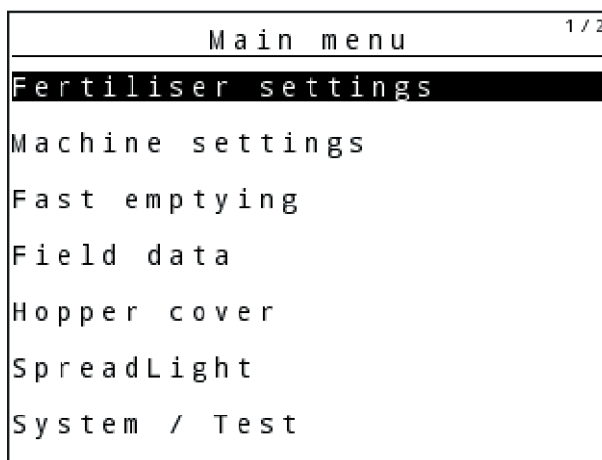 Main menu
1/2
Fertiliser settings
Machine settings
Fast emptying
Field data
Hopper cover
SpreadLight
System / Test